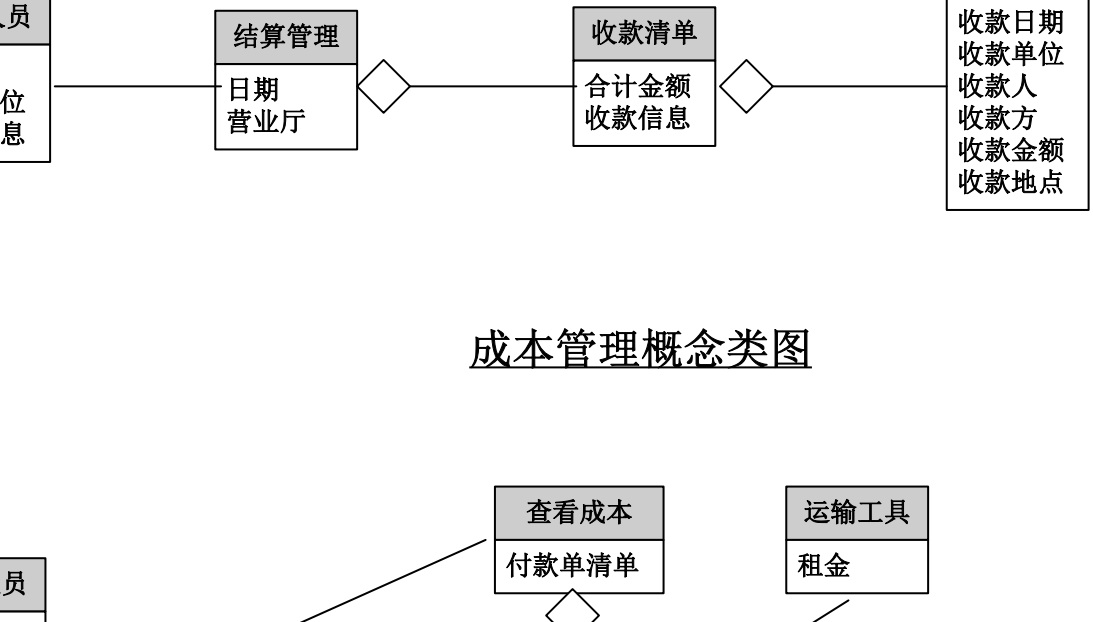 员
位
息
结算管理
日期
营业厅
收款清单
合计金额
收款信息
收款日期
收款单位
收款人
收款方
收款金额
收款地点
成本管理概念类图
查看成本
付款单清单
运输工具
租金
员